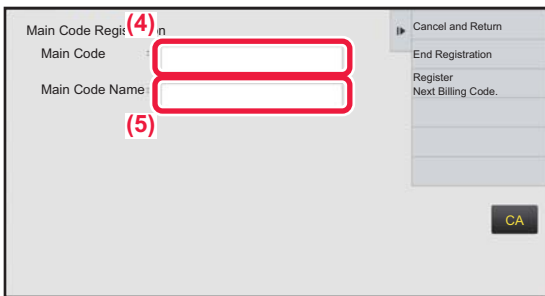 Main Code Regis
(4)
n
Main Code
Main Code Name
(5)
Cancel and Return
End Registration
Register
Next Billing Code.
CA